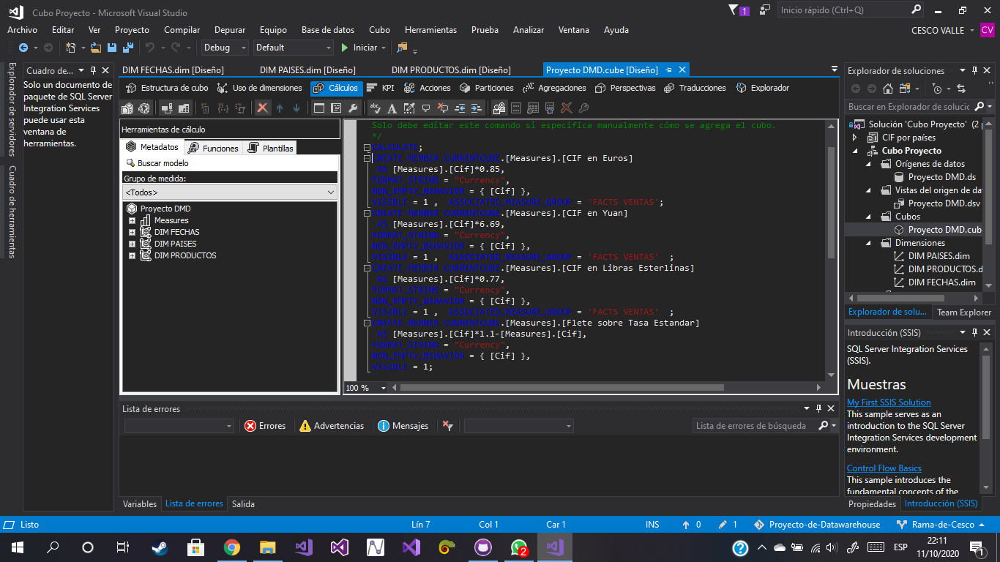 Cubo Proyecto - Microsoft Visual Studio
1
Inicio rápido (Ctrl+Q)
Archivo Editar Ver Proyecto Compilar Depurar Equipo Base de datos Cubo Herramientas Prueba Analizar Ventana Ayuda
CESCO VALLE CV
Debug Default Iniciar
Explorador de servidores
Cuadro de herramientas
Cuadro de...
Solo un documento de
paquete de SQL Server
Integration Services
puede usar esta
ventana de
herramientas.
DIM FECHAS.dim [Diseño] DIM PAISES.dim [Diseño] DIM PRODUCTOS.dim [Diseño] Proyecto DMD.cube [Diseño]
Estructura de cubo Uso de dimensiones Cálculos KPI Acciones Particiones Agregaciones Perspectivas Traducciones Explorador
Herramientas de cálculo
Metadatos Funciones Plantillas
Buscar modelo
Grupo de medida:
<Todos>
Proyecto DMD
Measures
DIM FECHAS
DIM PAISES
DIM PRODUCTOS
Solo debe editar este comando si especifica manualmente cómo se agrega el cubo.
*/
CALCULATE;
CREATE MEMBER CURRENTCUBE.[Measures].[CIF en Euros]
AS [Measures].[Cif]*0.85,
FORMAT_STRING = "Currency",
NON_EMPTY_BEHAVIOR = { [Cif] },
VISIBLE = 1 , ASSOCIATED_MEASURE_GROUP = 'FACTS VENTAS';
CREATE MEMBER CURRENTCUBE.[Measures].[CIF en Yuan]
AS [Measures].[Cif]*6.69,
FORMAT_STRING = "Currency",
NON_EMPTY_BEHAVIOR = { [Cif] },
VISIBLE = 1 , ASSOCIATED_MEASURE_GROUP = 'FACTS VENTAS' ;
CREATE MEMBER CURRENTCUBE.[Measures].[CIF en Libras Esterlinas]
AS [Measures].[Cif]*0.77,
FORMAT_STRING = "Currency",
NON_EMPTY_BEHAVIOR = { [Cif] },
VISIBLE = 1 , ASSOCIATED_MEASURE_GROUP = 'FACTS VENTAS' ;
CREATE MEMBER CURRENTCUBE.[Measures].[Flete sobre Tasa Estandar]
AS [Measures].[Cif]*1.1-[Measures].[Cif],
FORMAT_STRING = "Currency",
NON_EMPTY_BEHAVIOR = { [Cif] },
VISIBLE = 1;
100 %
Lista de errores
Errores Advertencias Mensajes
Lista de errores de búsqueda
Variables Lista de errores Salida
Explorador de soluciones
Buscar en Explorador de solucio
Solución 'Cubo Proyecto' (2 p
CIF por países
Cubo Proyecto
Orígenes de datos
Proyecto DMD.ds
Vistas del origen de da
Proyecto DMD.dsv
Cubos
Proyecto DMD.cub
Dimensiones
DIM PAISES.dim
DIM PRODUCTOS.d
DIM FECHAS.dim
Explorador de solu... Team Explorer
Introducción (SSIS)
SQL Server Integration Services
(SSIS).
Muestras
My First SSIS Solution
This sample serves as an
introduction to the SQL Server
Integration Services development
environment.
Control Flow Basics
This sample introduces the
fundamental concepts of the
Propiedades Introducción (SSIS)
Listo Lín 7 Col 1 Car 1 INS 0 1 Proyecto-de-Datawarehouse Rama-de-Cesco
2
ESP
22:11
11/10/2020
1